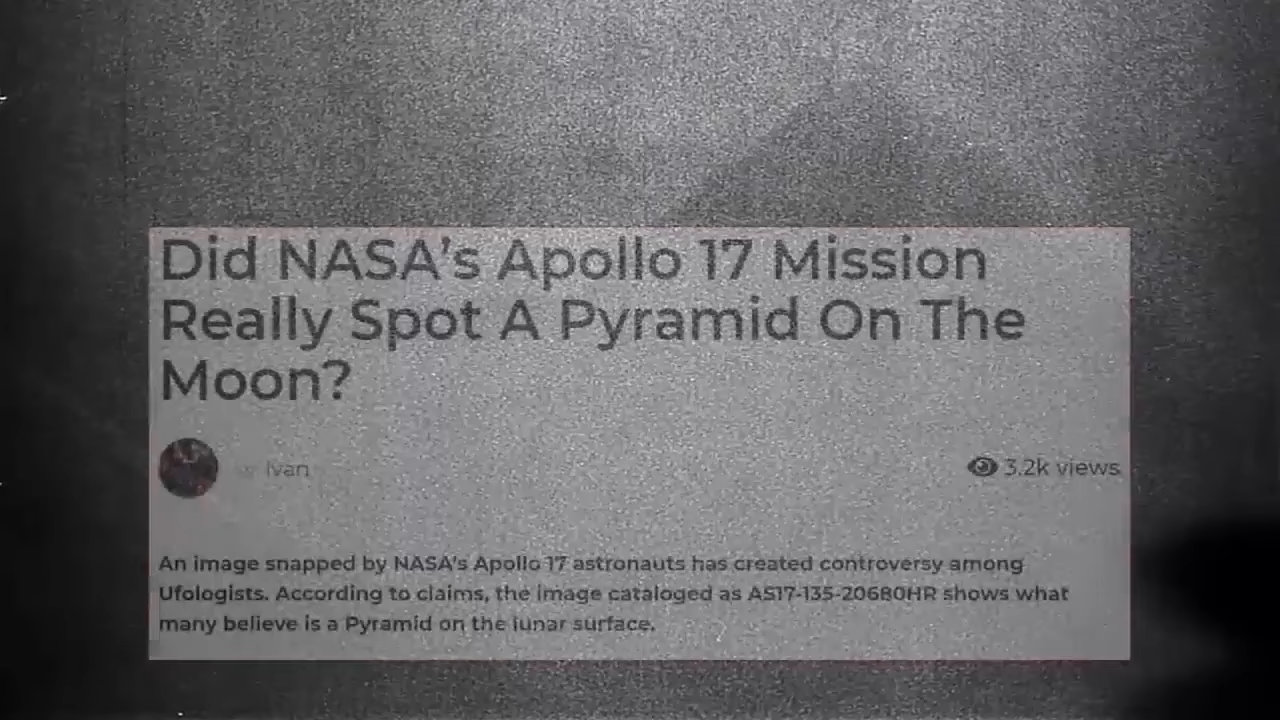 Did NASA's Apollo 17 Mission
Really Spot A Pyramid On The
Moon?
Ivan
3.2k views
An image snapped by NASA's Apollo 17 astronauts has created controversy among
Ufologists. According to claims, the image cataloged as AS17-135-20680HR shows what
many believe is a Pyramid on the lunar surface.